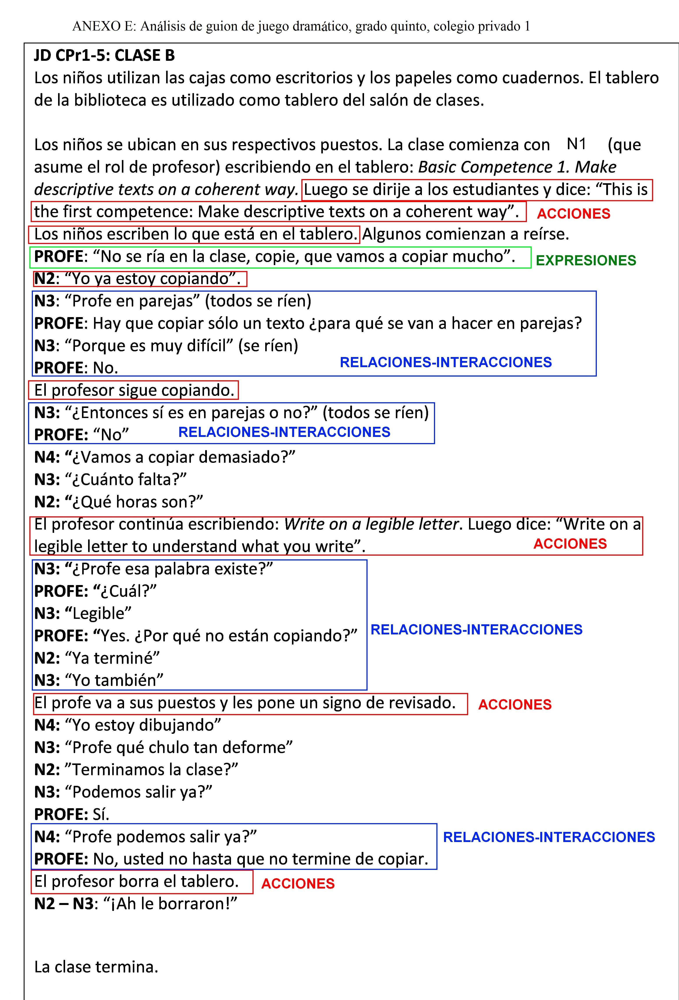 ANEXO E: Análisis de guion de juego dramático, grado quinto, colegio privado 1
JD CPr1-5: CLASE B
Los niños utilizan las cajas como escritorios y los papeles como cuadernos. El tablero
de la biblioteca es utilizado como tablero del salón de clases.
Los niños se ubican en sus respectivos puestos. La clase comienza con N1 (que
asume el rol de profesor) escribiendo en el tablero: Basic Competence 1. Make
descriptive texts on a coherent way. Luego se dirije a los estudiantes y dice: “This is
the first competence: Make descriptive texts on a coherent way”. ACCIONES
Los niños escriben lo que está en el tablero. Algunos comienzan a reírse.
PROFE: “No se ría en la clase, copie, que vamos a copiar mucho”. EXPRESIONES
N2: “Yo ya estoy copiando”.
N3: “Profe en parejas” (todos se ríen)
PROFE: Hay que copiar sólo un texto ¿para qué se van a hacer en parejas?
N3: “Porque es muy difícil” (se ríen)
PROFE: No. RELACIONES-INTERACCIONES
El profesor sigue copiando.
N3: “¿Entonces sí es en parejas o no?” (todos se ríen)
PROFE: “No” RELACIONES-INTERACCIONES
N4: “¿Vamos a copiar demasiado?”
N3: “¿Cuánto falta?”
N2: “¿Qué horas son?”
El profesor continúa escribiendo: Write on a legible letter. Luego dice: “Write on a
legible letter to understand what you write”. ACCIONES
N3: “¿Profe esa palabra existe?”
PROFE: “¿Cuál?”
N3: “Legible”
PROFE: “Yes. ¿Por qué no están copiando?” RELACIONES-INTERACCIONES
N2: “Ya terminé”
N3: “Yo también”
El profe va a sus puestos y les pone un signo de revisado. ACCIONES
N4: “Yo estoy dibujando”
N3: “Profe qué chulo tan deforme”
N2: ”Terminamos la clase?”
N3: “Podemos salir ya?”
PROFE: Sí.
N4: “Profe podemos salir ya?” RELACIONES-INTERACCIONES
PROFE: No, usted no hasta que no termine de copiar.
El profesor borra el tablero. ACCIONES
N2 – N3: “¡Ah le borraron!”
La clase termina.